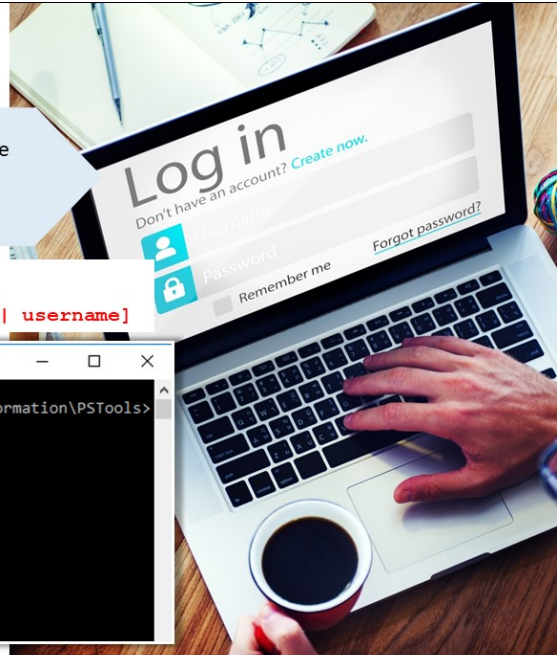 e
| username]
ormation\PSTools>
Log in
Don't have an account? Create now.
Username
Password
Remember me
Forgot password?